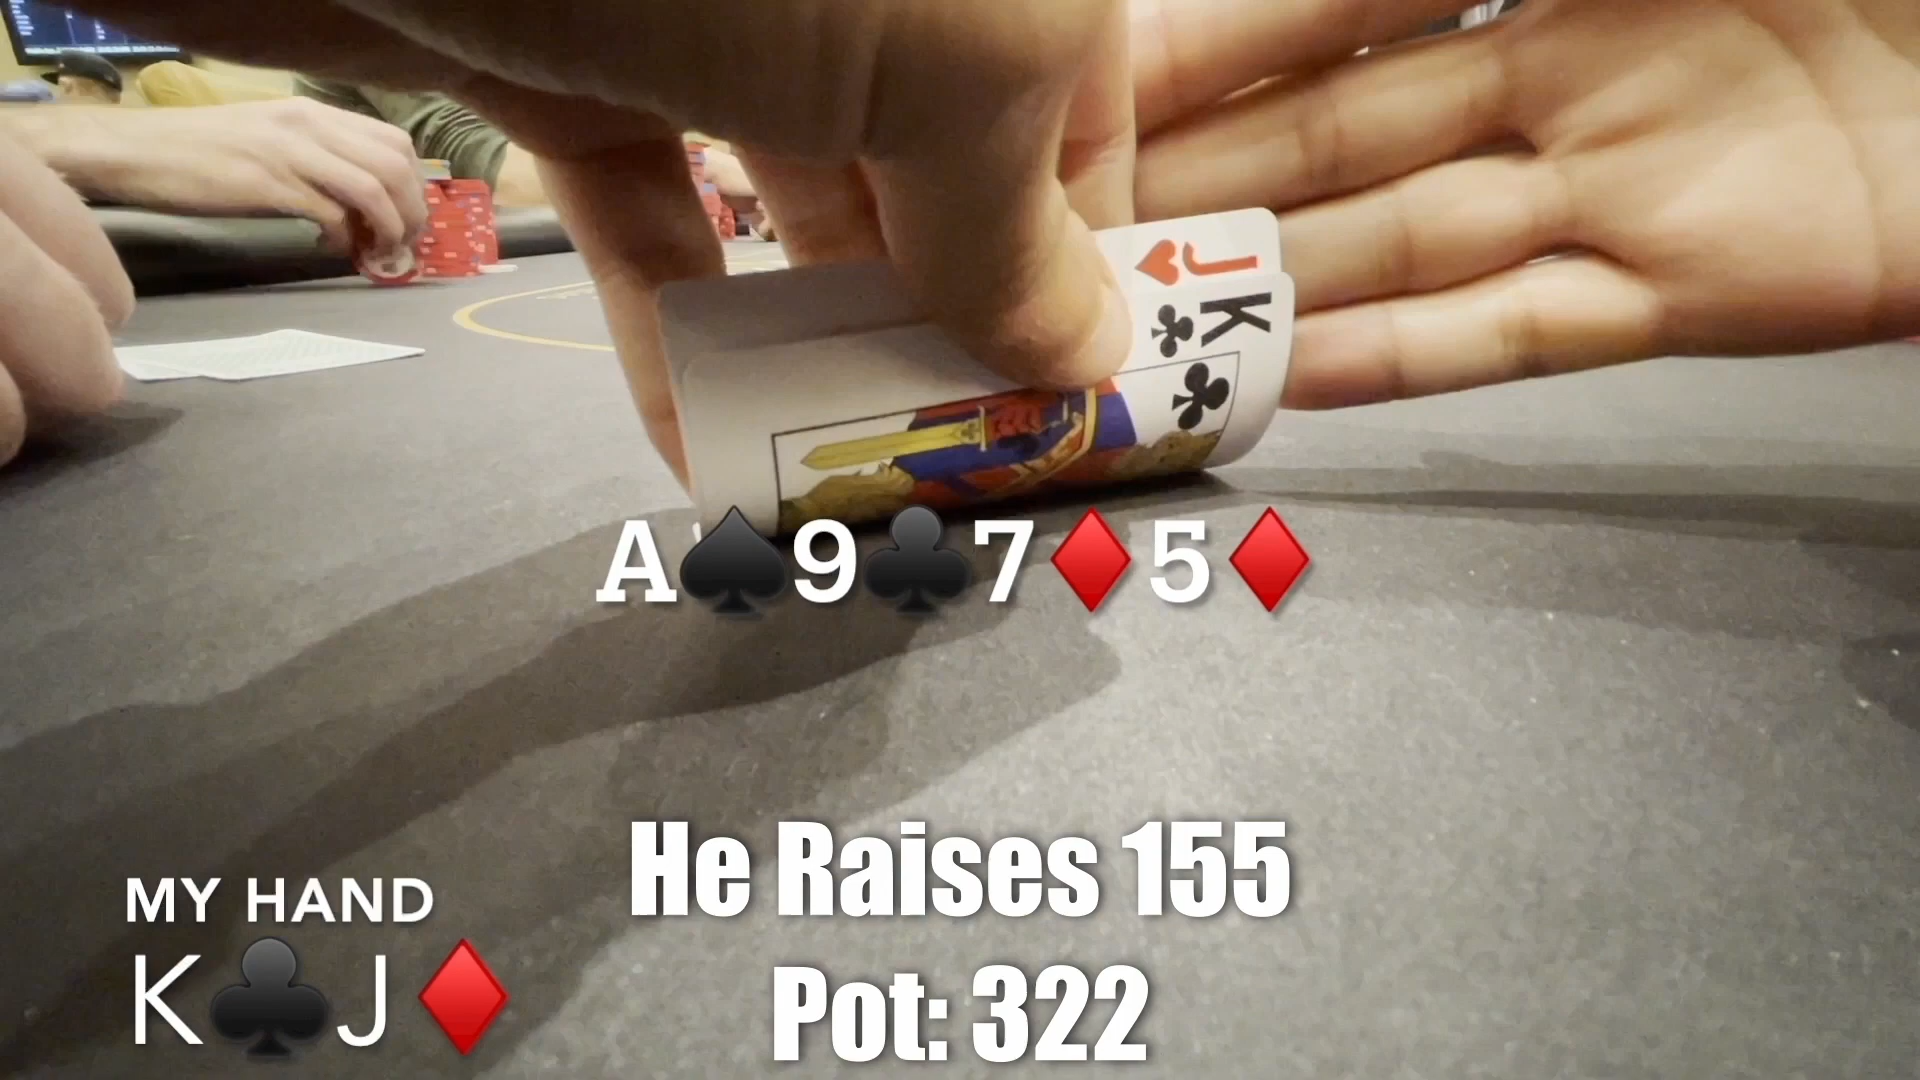 J♥
K♣
A♠9♣7♦5♦
He Raises 155
MY HAND
Pot: 322
K♣J♦